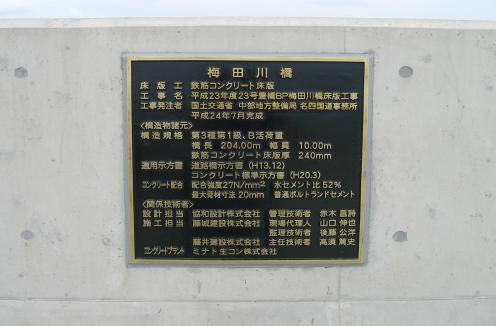 梅田川橋
床版工 鉄筋コンクリート床版
工事名 平成23年度23号豊橋BP梅田川橋床版工事
工事発注者 国土交通省 中部地方整備局 名四国道事務所
平成24年7月完成
<構造物諸元>
構造規格 第3種第1級、B活荷重
橋長 204.00m 幅員 10.00m
鉄筋コンクリート床版厚 240mm
適用示方書 道路橋示方書 (H13.12)
コンクリート標準示方書 (H20.3)
コンクリート配合 配合強度27N/mm² 水セメント比52%
最大骨材寸法20mm 普通ポルトランドセメント
<関係技術者>
設計担当 協和設計株式会社 管理技術者 赤木昌詩
施工担当 藤城建設株式会社 現場代理人 山口伸也
監理技術者 後藤公洋
藤井建設株式会社 主任技術者 高須篤史
コンクリートプラント ミナト生コン株式会社